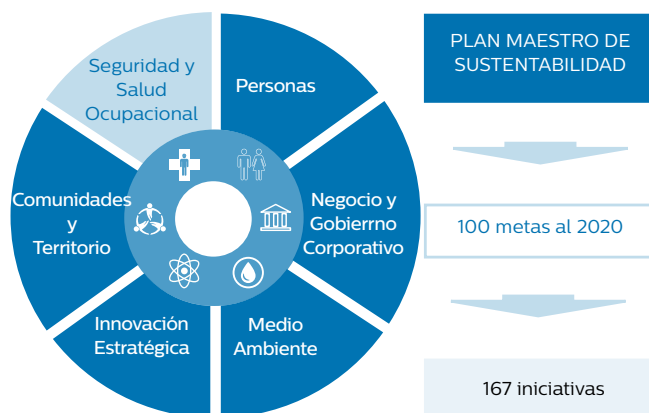 Seguridad y
Salud
Ocupacional
Personas
Negocio y
Gobierrno
Corporativo
Medio
Ambiente
Innovación
Estratégica
Comunidades
y
Territorio
PLAN MAESTRO DE
SUSTENTABILIDAD
100 metas al 2020
167 iniciativas